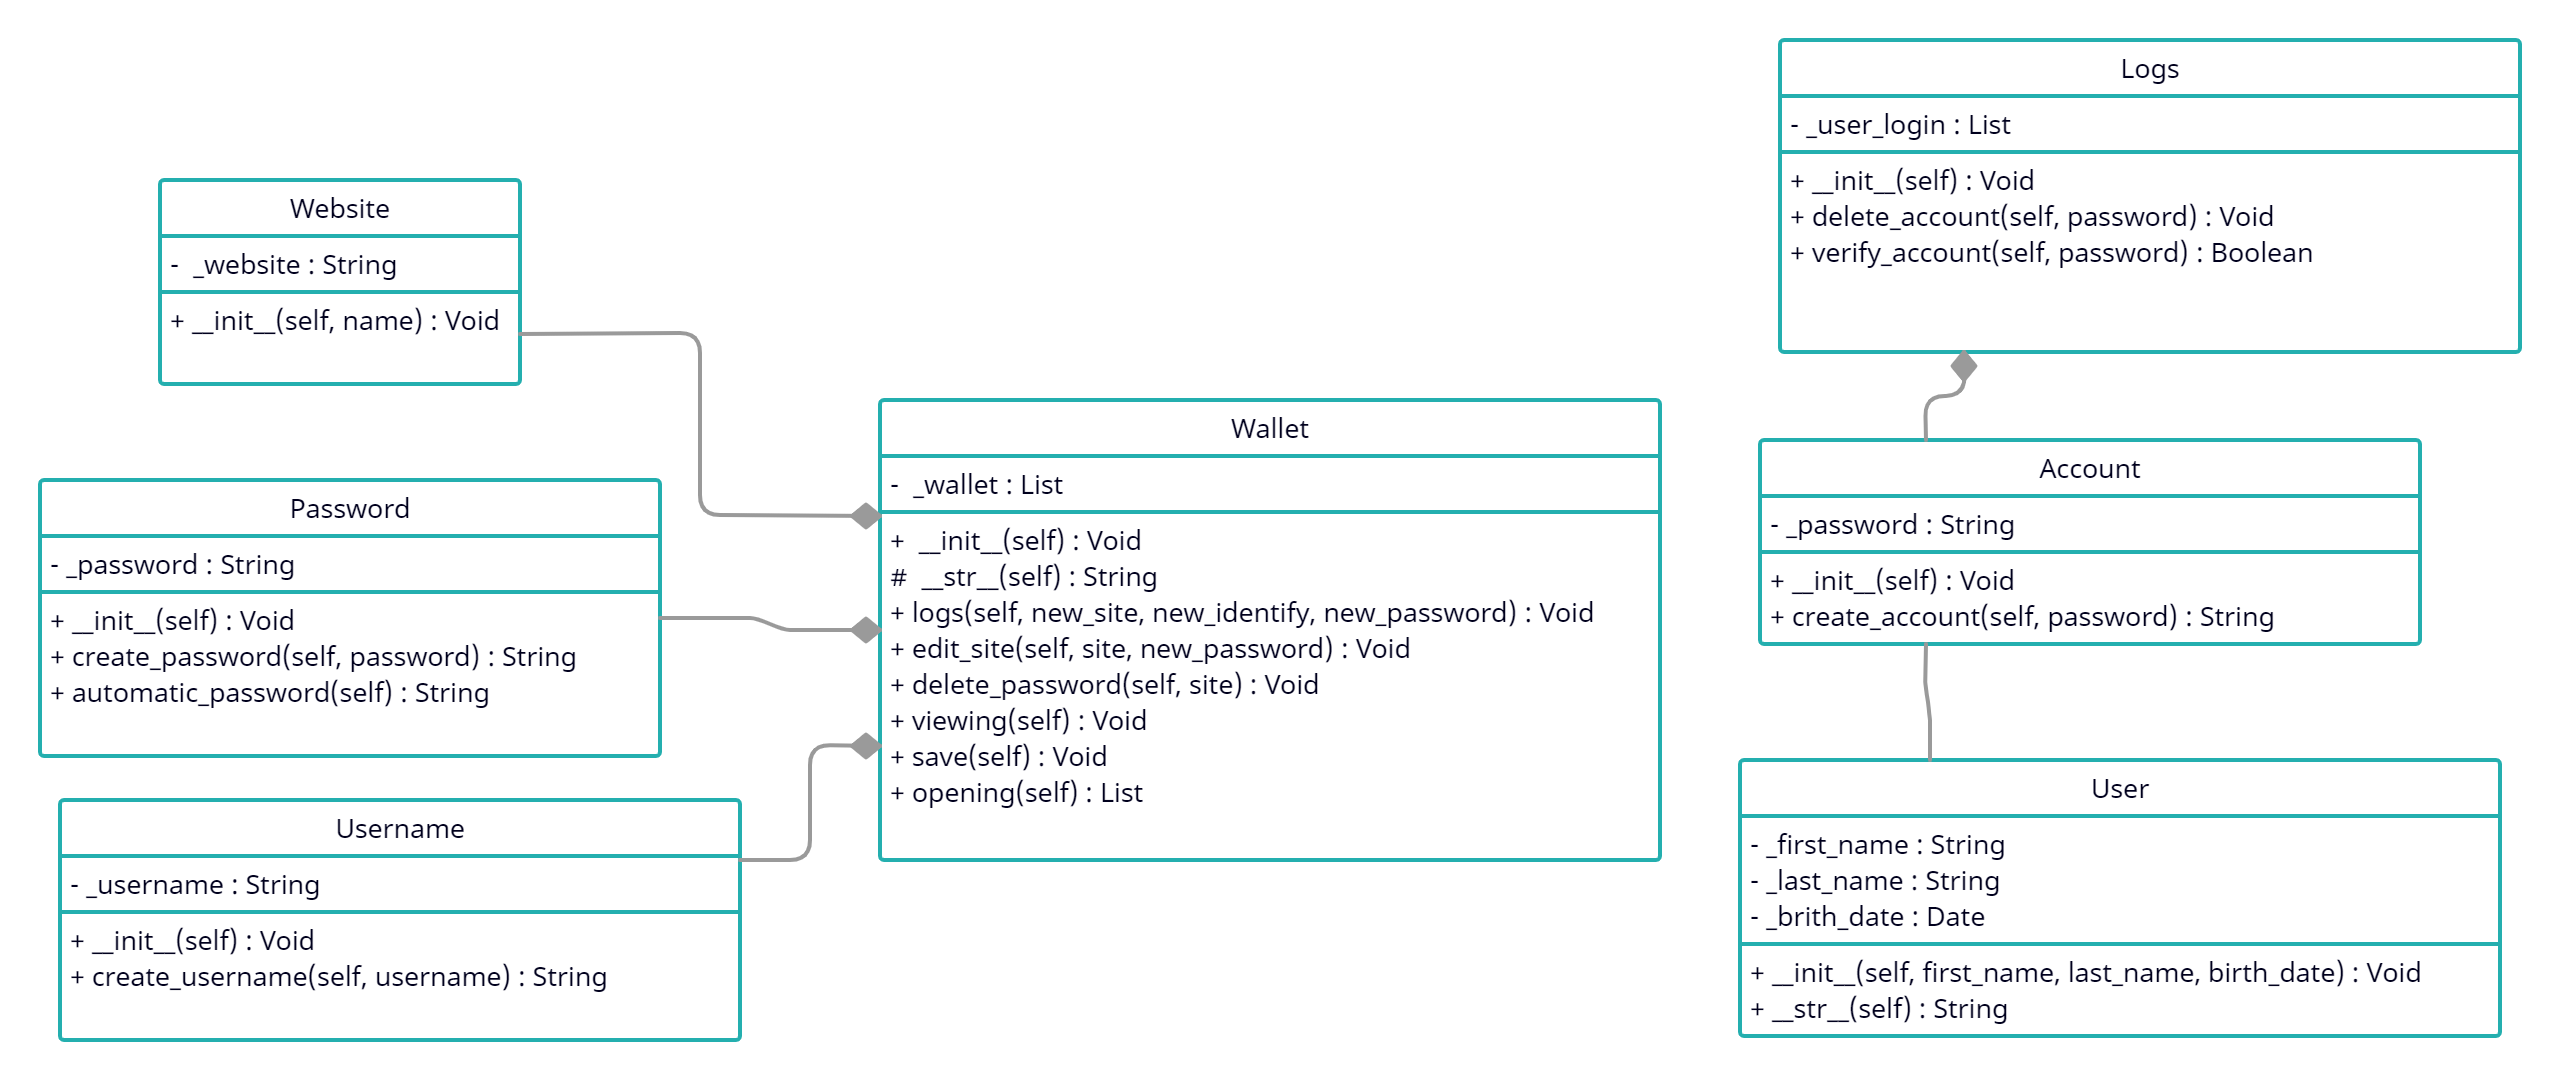 Website
-  _website : String
+ __init__(self, name) : Void
Password
- _password : String
+ __init__(self) : Void
+ create_password(self, password) : String
+ automatic_password(self) : String
Username
- _username : String
+ __init__(self) : Void
+ create_username(self, username) : String
Wallet
-  _wallet : List
+  __init__(self) : Void
#  __str__(self) : String
+ logs(self, new_site, new_identify, new_password) : Void
+ edit_site(self, site, new_password) : Void
+ delete_password(self, site) : Void
+ viewing(self) : Void
+ save(self) : Void
+ opening(self) : List
Logs
- _user_login : List
+ __init__(self) : Void
+ delete_account(self, password) : Void
+ verify_account(self, password) : Boolean
Account
- _password : String
+ __init__(self) : Void
+ create_account(self, password) : String
User
- _first_name : String
- _last_name : String
- _brith_date : Date
+ __init__(self, first_name, last_name, birth_date) : Void
+ __str__(self) : String